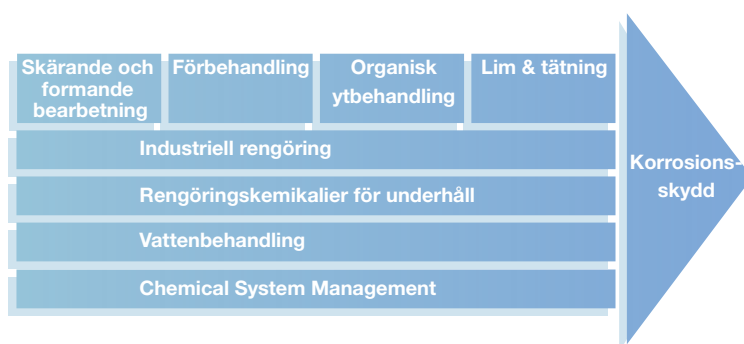 Skärande och
formande
bearbetning
Förbehandling
Organisk
ytbehandling
Lim & tätning
Industriell rengöring
Rengöringskemikalier för underhåll
Vattenbehandling
Chemical System Management
Korrosions-
skydd